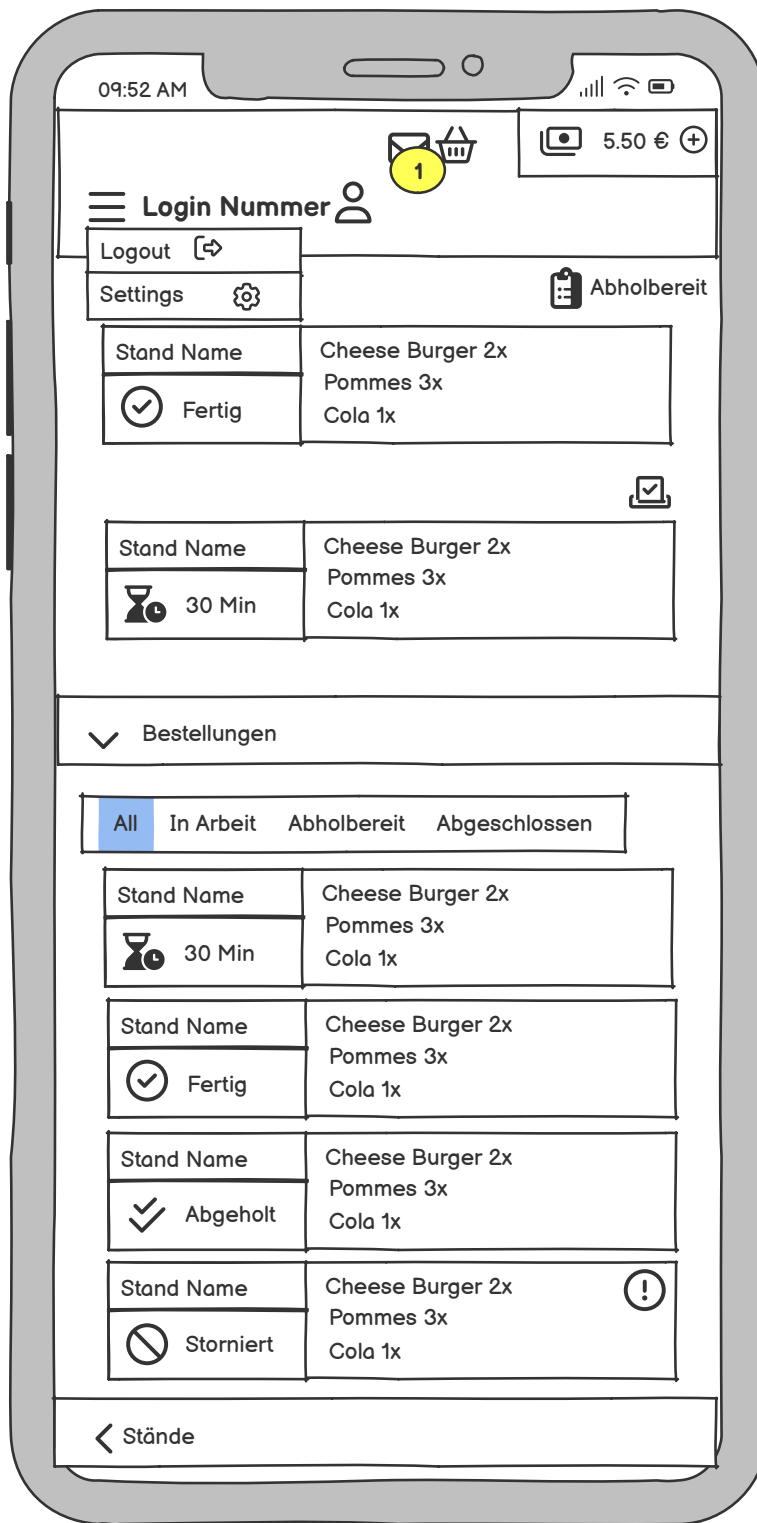 09:52 AM
5.50 €
1
Login Nummer
Logout
Settings
Abholbereit
Stand Name
Fertig
Cheese Burger 2x
Pommes 3x
Cola 1x
Stand Name
30 Min
Cheese Burger 2x
Pommes 3x
Cola 1x
Bestellungen
All In Arbeit Abholbereit Abgeschlossen
Stand Name
30 Min
Cheese Burger 2x
Pommes 3x
Cola 1x
Stand Name
Fertig
Cheese Burger 2x
Pommes 3x
Cola 1x
Stand Name
Abgeholt
Cheese Burger 2x
Pommes 3x
Cola 1x
Stand Name
Storniert
Cheese Burger 2x
Pommes 3x
Cola 1x
Stände